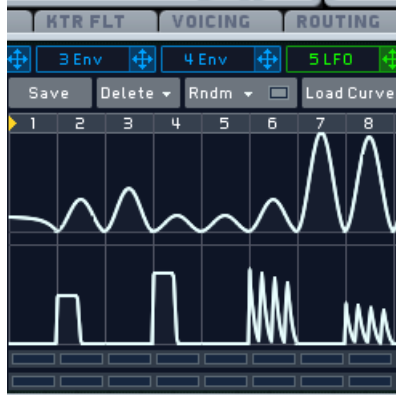 KTR FLT VOICING ROUTING
3 Env 4 Env 5 LFO
Save Delete Rndm Load Curve
1 2 3 4 5 6 7 8